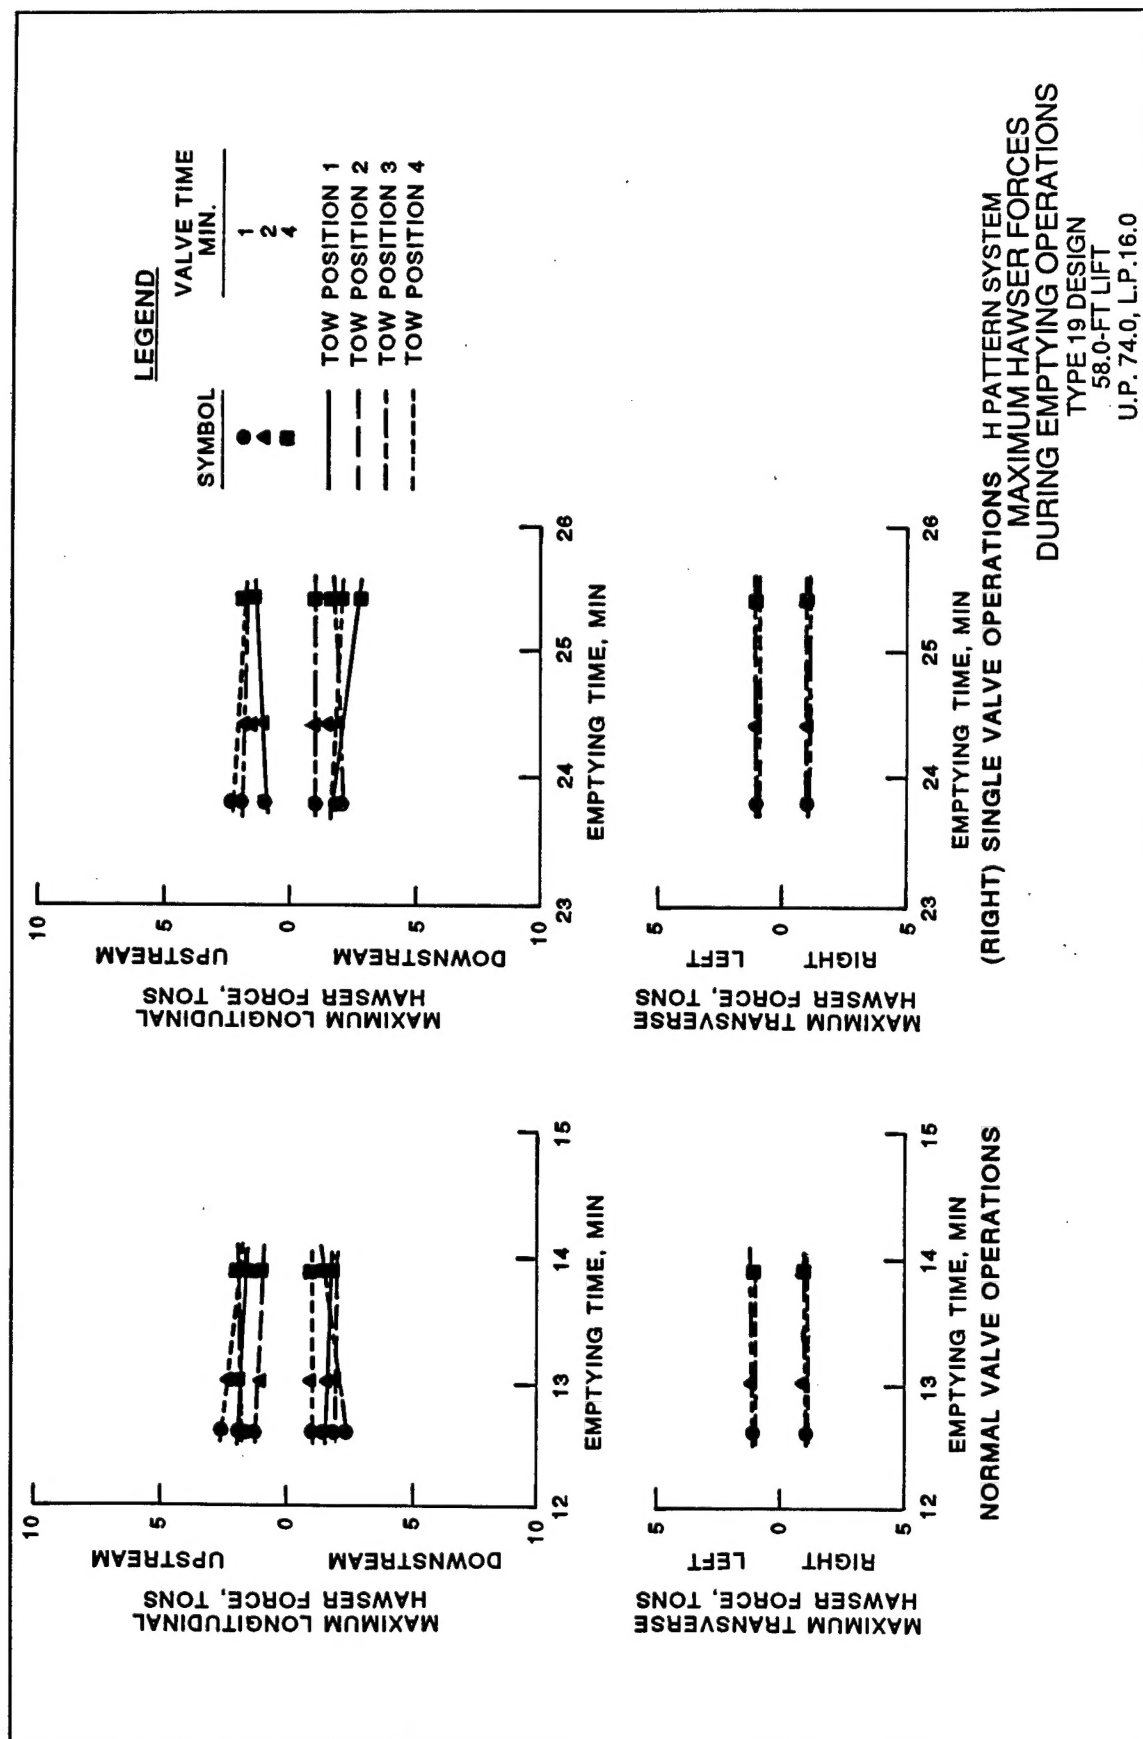 LEGEND
SYMBOL VALVE TIME
MIN.
1
2
4
TOW POSITION 1
TOW POSITION 2
TOW POSITION 3
TOW POSITION 4
MAXIMUM LONGITUDINAL
HAWSER FORCE, TONS
DOWNSTREAM UPSTREAM
10
5
0
5
10
12 13 14 15
EMPTYING TIME, MIN
MAXIMUM LONGITUDINAL
HAWSER FORCE, TONS
DOWNSTREAM UPSTREAM
10
5
0
5
10
23 24 25 26
EMPTYING TIME, MIN
MAXIMUM TRANSVERSE
HAWSER FORCE, TONS
RIGHT LEFT
5
0
5
12 13 14 15
EMPTYING TIME, MIN
NORMAL VALVE OPERATIONS
MAXIMUM TRANSVERSE
HAWSER FORCE, TONS
RIGHT LEFT
5
0
5
23 24 25 26
EMPTYING TIME, MIN
(RIGHT) SINGLE VALVE OPERATIONS
H PATTERN SYSTEM
MAXIMUM HAWSER FORCES
DURING EMPTYING OPERATIONS
TYPE 19 DESIGN
58.0-FT LIFT
U.P. 74.0, L.P.16.0